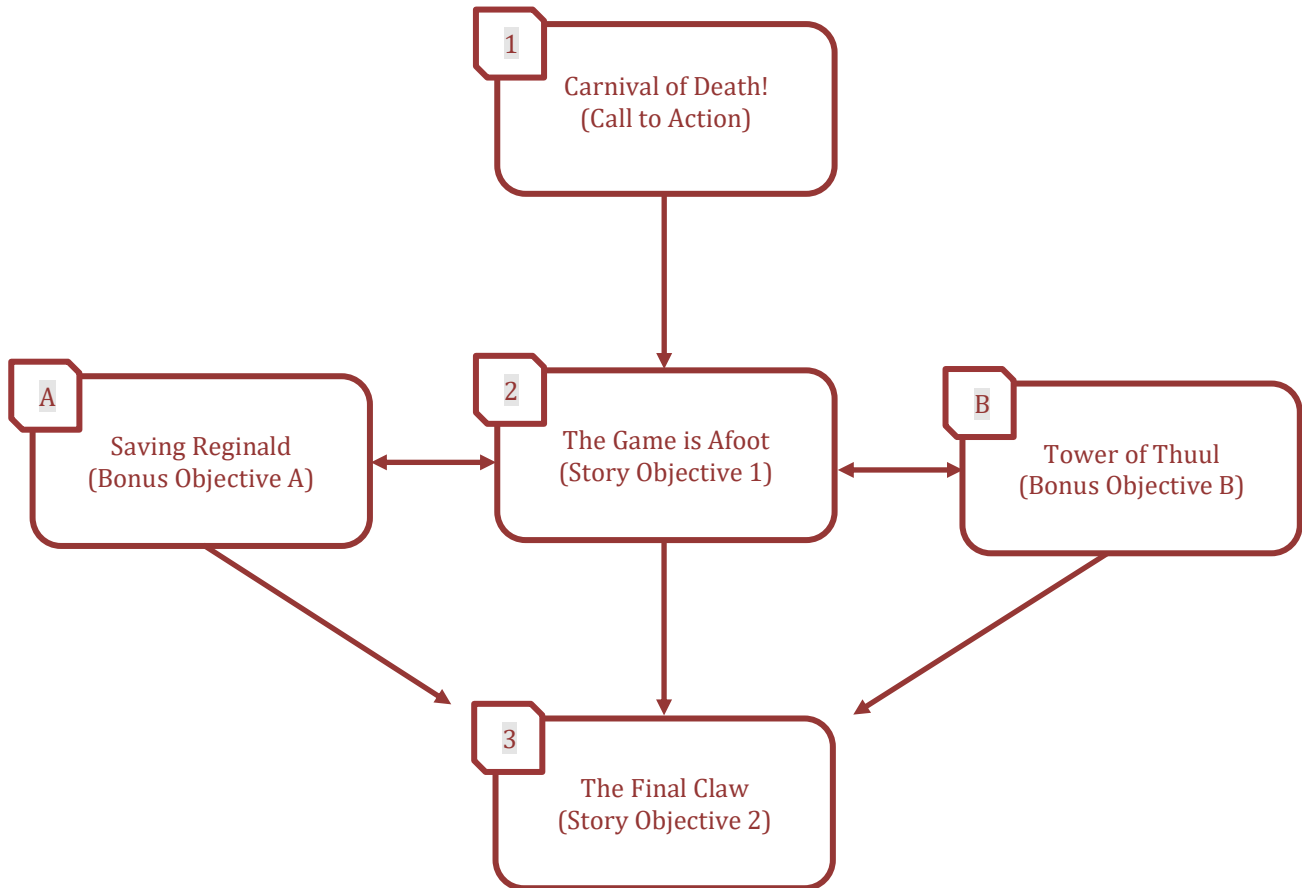 1
Carnival of Death!
(Call to Action)
A
Saving Reginald
(Bonus Objective A)
2
The Game is Afoot
(Story Objective 1)
B
Tower of Thuul
(Bonus Objective B)
3
The Final Claw
(Story Objective 2)